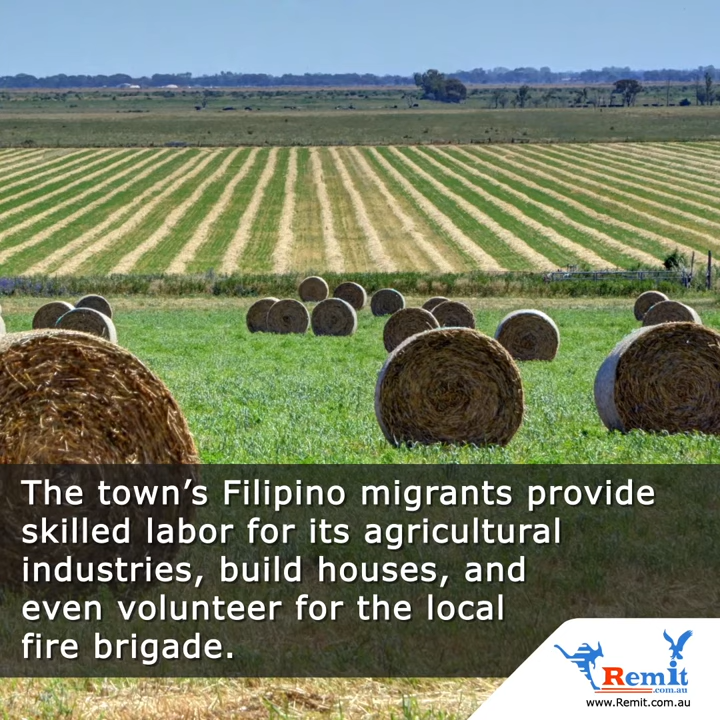 The town's Filipino migrants provide
skilled labor for its agricultural
industries, build houses, and
even volunteer for the local
fire brigade.
Remit
.com.au
www.Remit.com.au